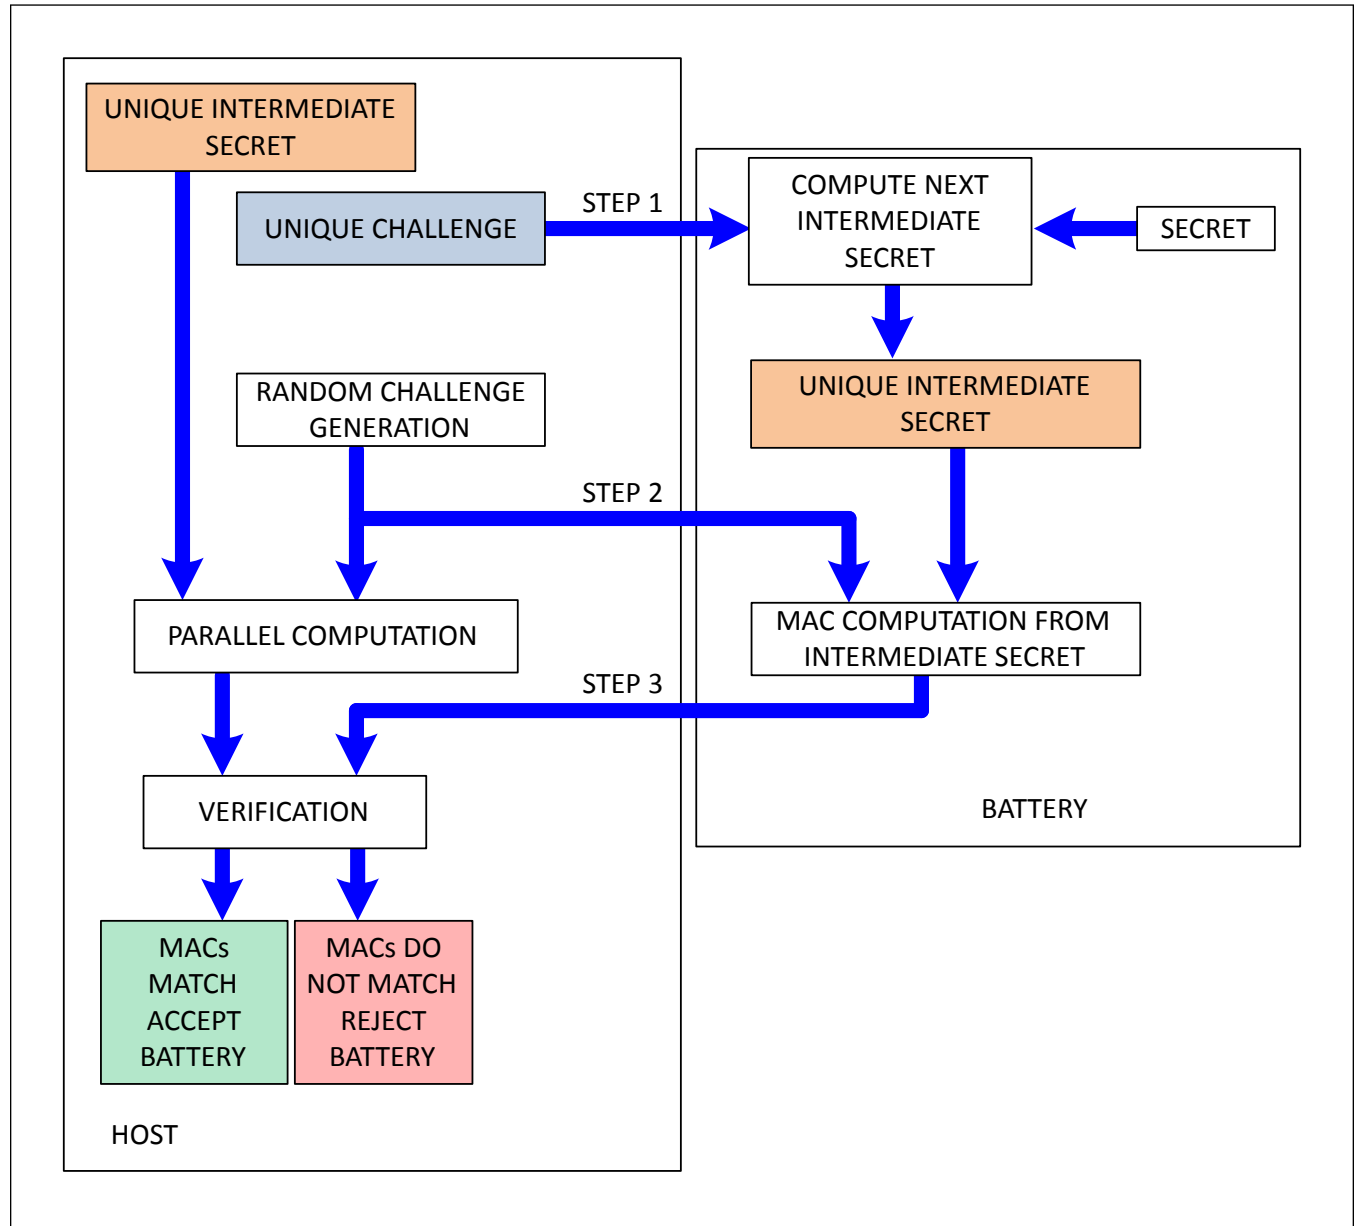 UNIQUE INTERMEDIATE
SECRET
UNIQUE CHALLENGE
STEP 1
COMPUTE NEXT
INTERMEDIATE
SECRET
SECRET
RANDOM CHALLENGE
GENERATION
UNIQUE INTERMEDIATE
SECRET
STEP 2
PARALLEL COMPUTATION
MAC COMPUTATION FROM
INTERMEDIATE SECRET
STEP 3
VERIFICATION
BATTERY
MACs
MATCH
ACCEPT
BATTERY
MACs DO
NOT MATCH
REJECT
BATTERY
HOST